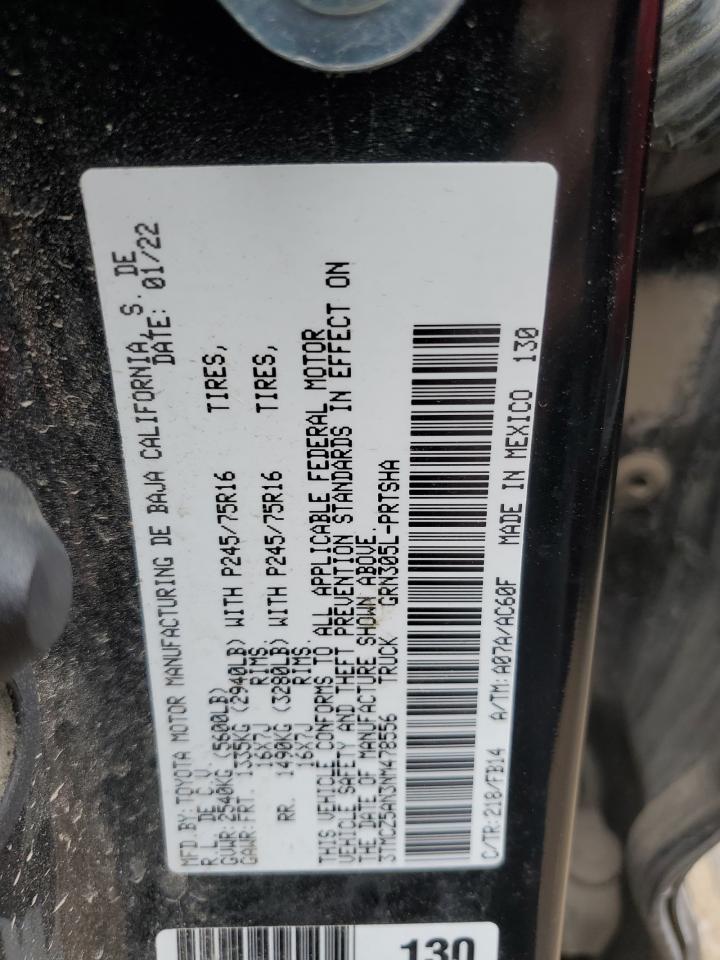 MFD.BY:TOYOTA MOTOR MANUFACTURING DE BAJA CALIFORNIA,S. DE
R.L. DE C.V. DATE: 01/22
GVWR:2540KG (5600LB)
GAWR:FRT. 1335KG (2940LB) WITH P245/75R16 TIRES,
16X7J RIMS.
RR. 1490KG (3280LB) WITH P245/75R16 TIRES,
16X7J RIMS.
THIS VEHICLE CONFORMS TO ALL APPLICABLE FEDERAL MOTOR
VEHICLE SAFETY AND THEFT PREVENTION STANDARDS IN EFFECT ON
THE DATE OF MANUFACTURE SHOWN ABOVE.
3TMCZ5AN3NM478556 TRUCK GRN305L-PRTSHA
C/TR:218/FB14 A/TM:A07A/AC60F MADE IN MEXICO 130
130